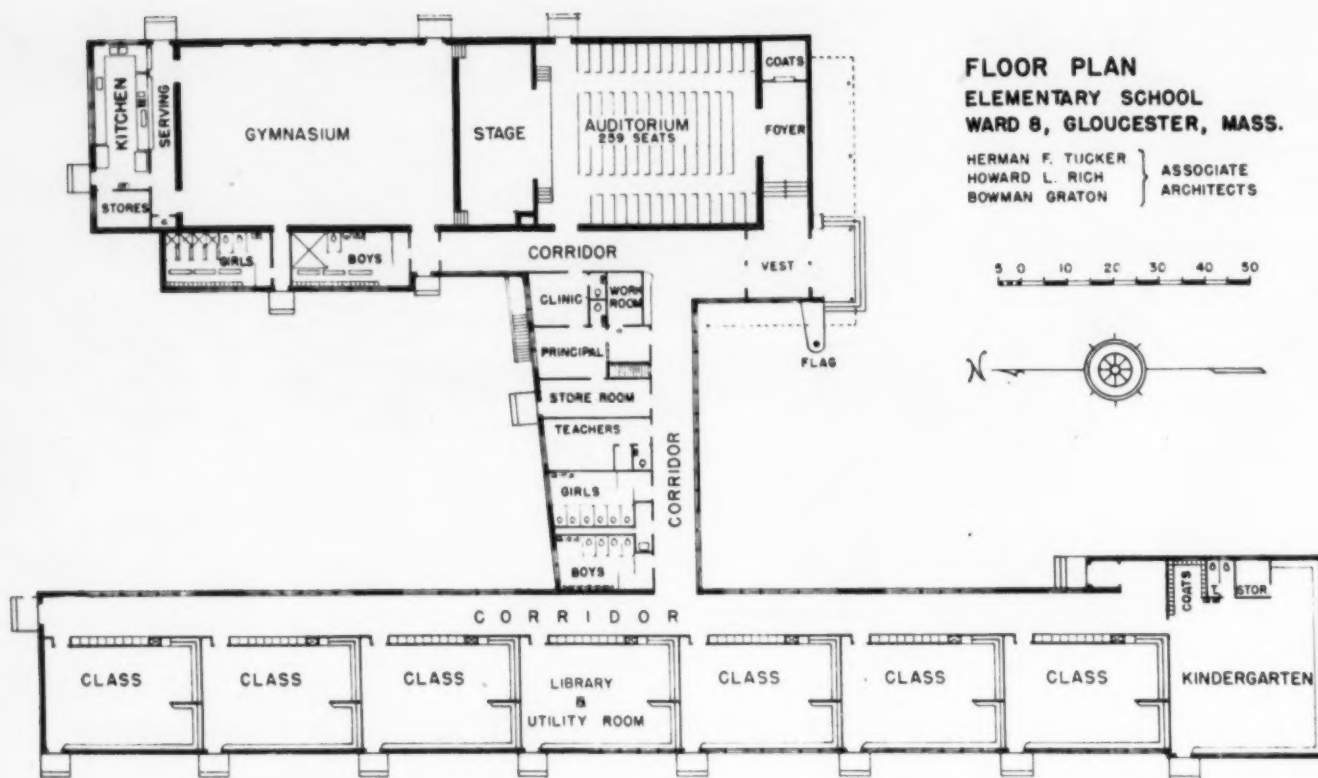 FLOOR PLAN
ELEMENTARY SCHOOL
WARD 8, GLOUCESTER, MASS.
HERMAN F. TUCKER
HOWARD L. RICH
BOWMAN GRATON
ASSOCIATE
ARCHITECTS
5 0 10 20 30 40 50
N
KITCHEN
SERVING
STORES
GYMNASIUM
STAGE
AUDITORIUM
259 SEATS
COATS
FOYER
GIRLS
BOYS
CORRIDOR
VEST
FLAG
CLINIC
WORK
ROOM
PRINCIPAL
STORE ROOM
TEACHERS
GIRLS
BOYS
CORRIDOR
CORRIDOR
COATS
T.
STOR
CLASS
CLASS
CLASS
LIBRARY
&
UTILITY ROOM
CLASS
CLASS
CLASS
KINDERGARTEN